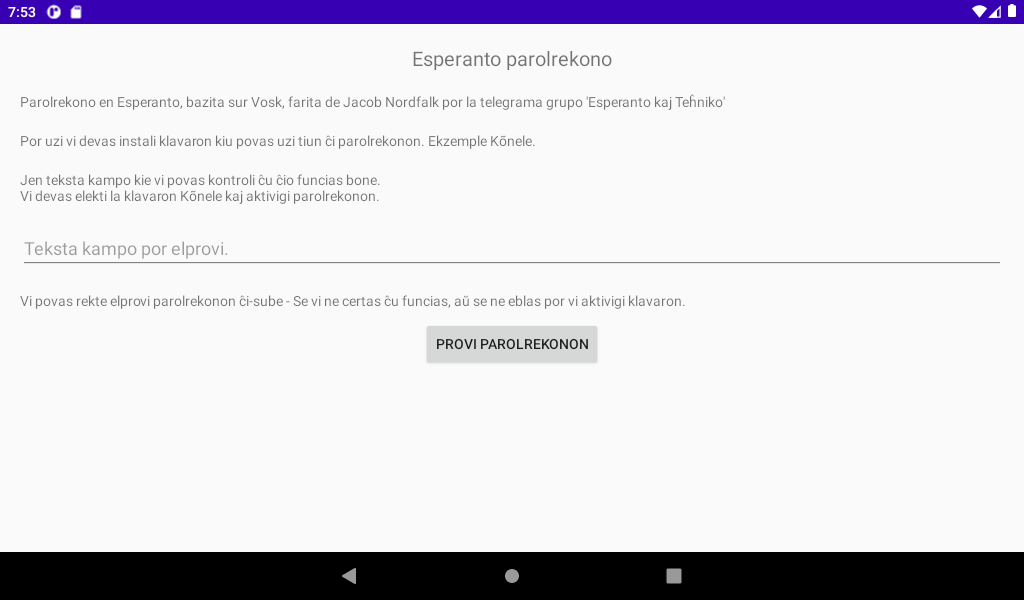 7:53
Esperanto parolrekono
Parolrekono en Esperanto, bazita sur Vosk, farita de Jacob Nordfalk por la telegrama grupo 'Esperanto kaj Teĥniko'
Por uzi vi devas instali klavaron kiu povas uzi tiun ĉi parolrekonon. Ekzemple Kõnele.
Jen teksta kampo kie vi povas kontroli ĉu ĉio funcias bone.
Vi devas elekti la klavaron Kõnele kaj aktivigi parolrekonon.
Teksta kampo por elprovi.
Vi povas rekte elprovi parolrekonon ĉi-sube - Se vi ne certas ĉu funcias, aŭ se ne eblas por vi aktivigi klavaron.
PROVI PAROLREKONON